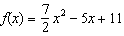 f(x) = 7/2 x² − 5x + 11